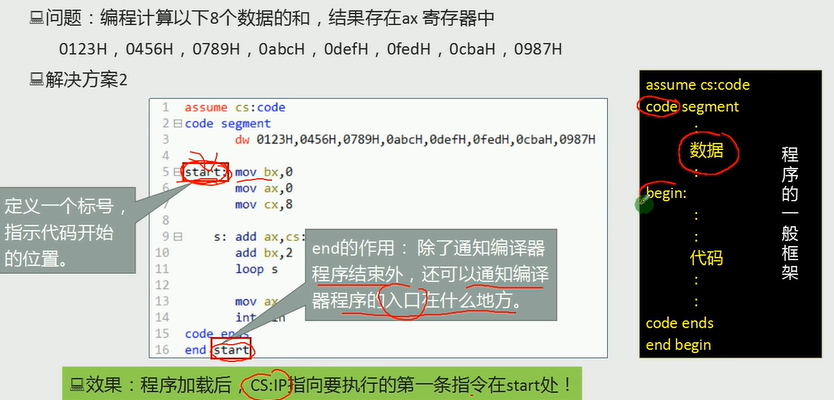 问题：编程计算以下8个数据的和，结果存在ax 寄存器中
0123H，0456H，0789H，0abcH，0defH，0fedH，0cbaH，0987H
解决方案2
1 assume cs:code
2 code segment
3 dw 0123H,0456H,0789H,0abcH,0defH,0fedH,0cbaH,0987H
4
5 start: mov bx,0
6 mov ax,0
7 mov cx,8
8
9 s: add ax,cs:
10 add bx,2
11 loop s
12
13 mov ax
14 int
15 code ends
16 end start
定义一个标号，
指示代码开始
的位置。
end的作用： 除了通知编译器
程序结束外，还可以通知编译
器程序的入口在什么地方。
效果：程序加载后，CS:IP指向要执行的第一条指令在start处！
assume cs:code
code segment
:
数据
:
begin:
:
:
代码
:
:
code ends
end begin
程序的一般框架